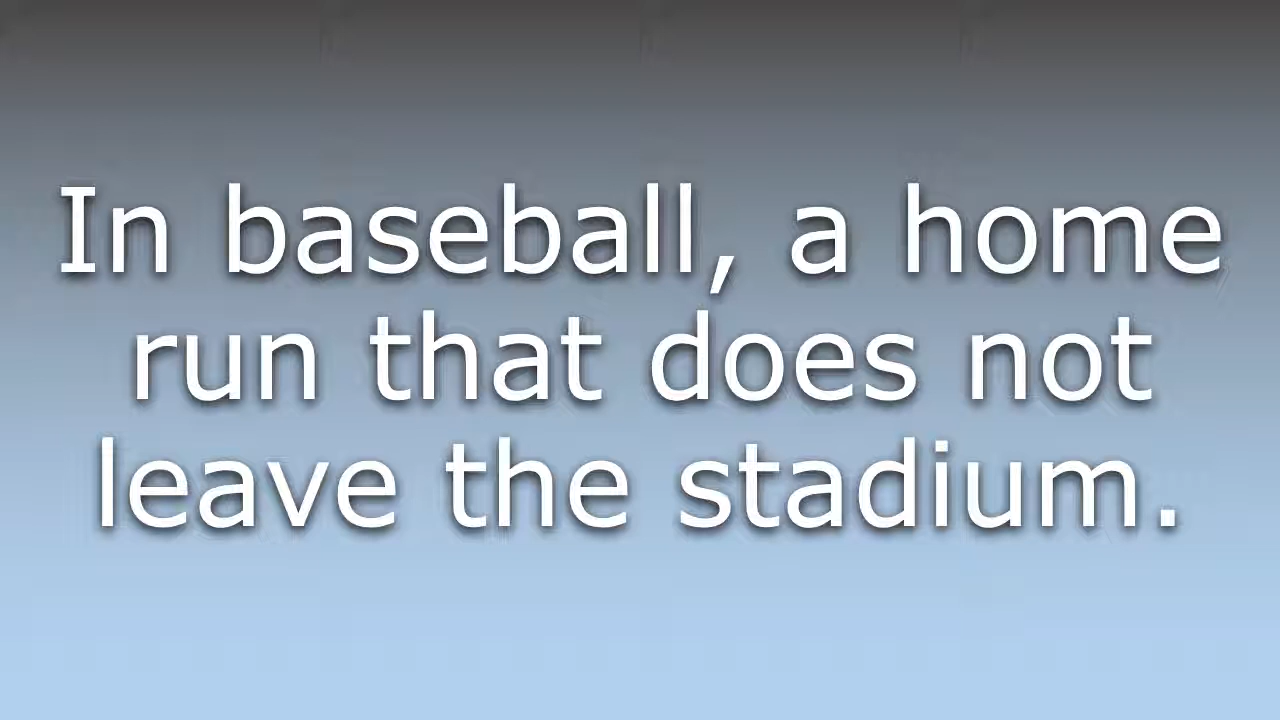 In baseball, a home
run that does not
leave the stadium.